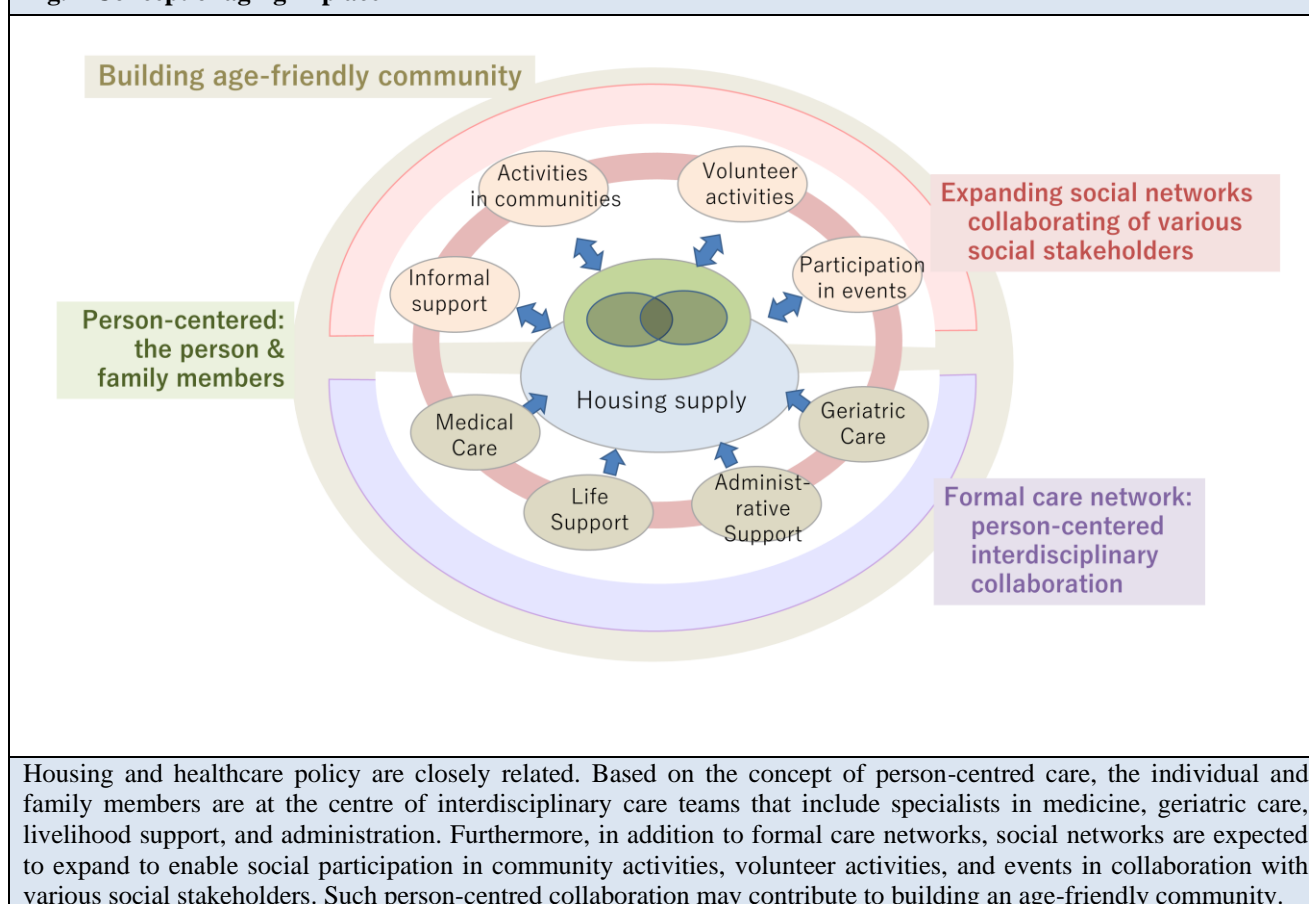 Building age-friendly community
Activities
in communities
Volunteer
activities
Expanding social networks
collaborating of various
social stakeholders
Informal
support
Participation
in events
Person-centered:
the person &
family members
Housing supply
Medical
Care
Geriatric
Care
Life
Support
Administ-
rative
Support
Formal care network:
person-centered
interdisciplinary
collaboration
Housing and healthcare policy are closely related. Based on the concept of person-centred care, the individual and
family members are at the centre of interdisciplinary care teams that include specialists in medicine, geriatric care,
livelihood support, and administration. Furthermore, in addition to formal care networks, social networks are expected
to expand to enable social participation in community activities, volunteer activities, and events in collaboration with
various social stakeholders. Such person-centred collaboration may contribute to building an age-friendly community.